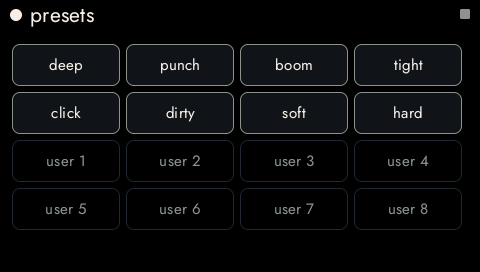 presets
deep punch boom tight
click dirty soft hard
user 1 user 2 user 3 user 4
user 5 user 6 user 7 user 8